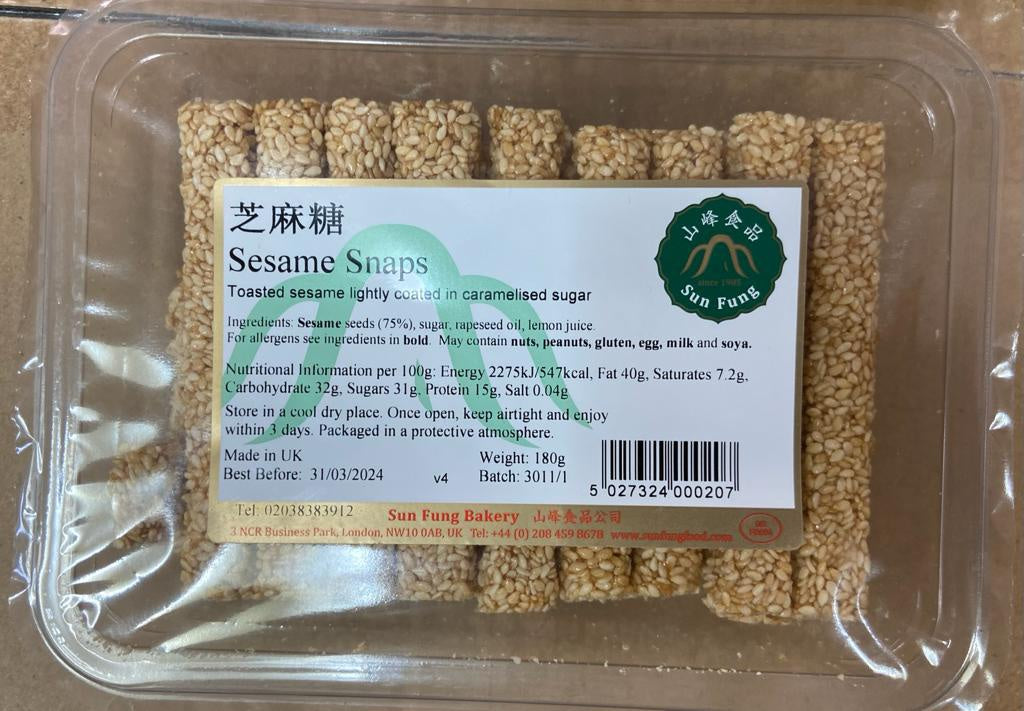 芝麻糖
Sesame Snaps
Toasted sesame lightly coated in caramelised sugar
山峰食品
since 1985
Sun Fung
Ingredients: Sesame seeds (75%), sugar, rapeseed oil, lemon juice.
For allergens see ingredients in bold. May contain nuts, peanuts, gluten, egg, milk and soya.
Nutritional Information per 100g: Energy 2275kJ/547kcal, Fat 40g, Saturates 7.2g,
Carbohydrate 32g, Sugars 31g, Protein 15g, Salt 0.04g
Store in a cool dry place. Once open, keep airtight and enjoy
within 3 days. Packaged in a protective atmosphere.
Made in UK
Best Before: 31/03/2024
v4
Weight: 180g
Batch: 3011/1
5 027324 000207
Tel: 02038383912
Sun Fung Bakery 山峰食品公司
3 NCR Business Park, London, NW10 0AB, UK Tel: +44 (0) 208 459 8678 www.sunfungfood.com